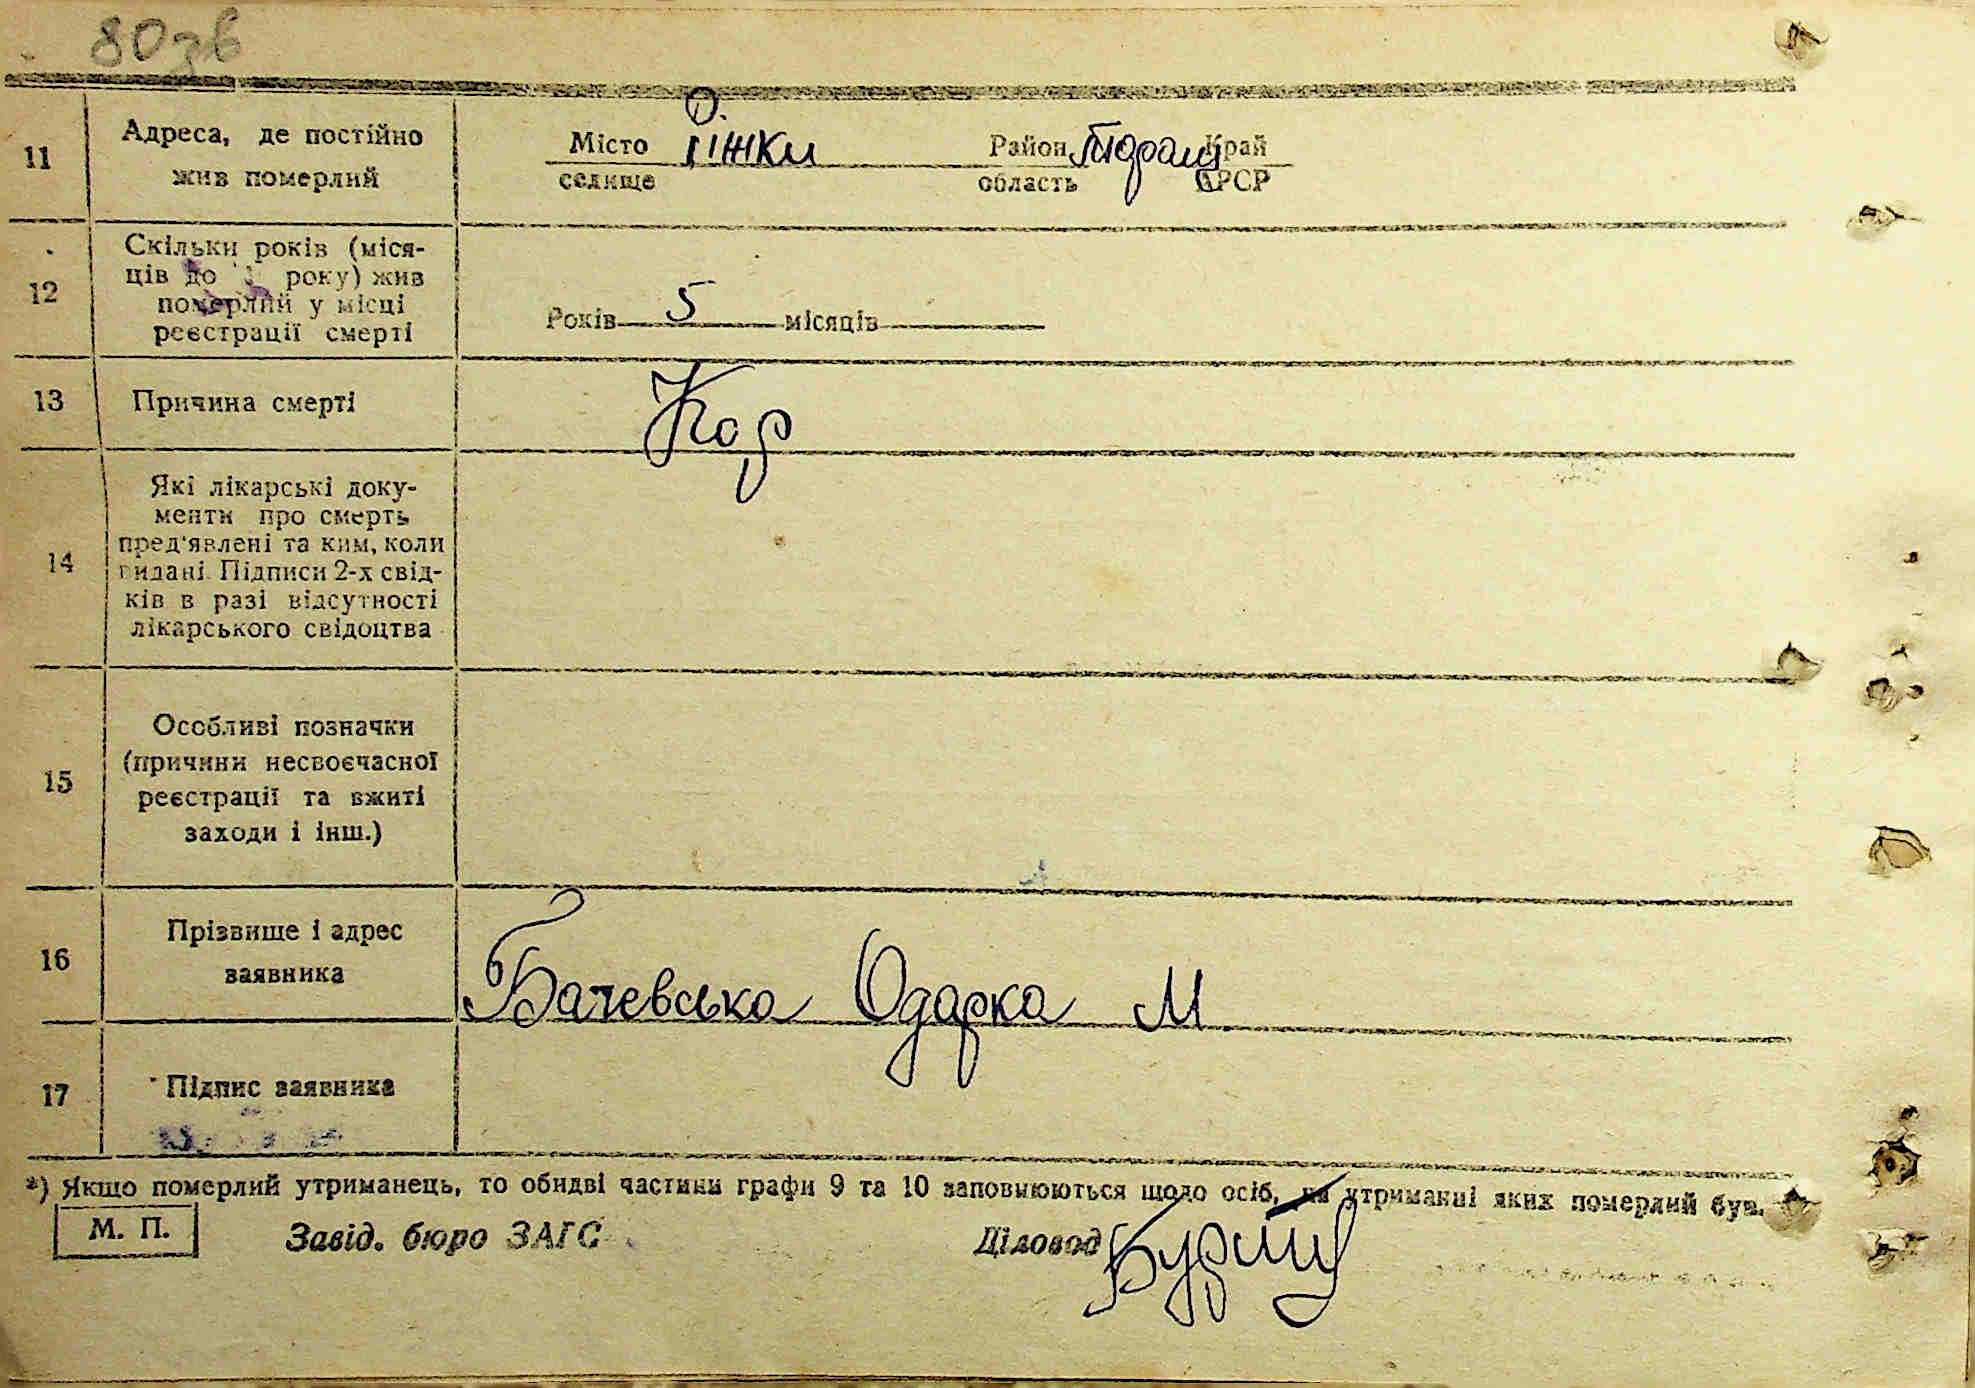 80зв
11
Адреса, де постійно
жив померлий
Місто Ріжки Район Край
селище область АРСР
12
Скільки років (міся-
ців до 1 року) жив
померлий у місці
реєстрації смерті
Років 5 місяців
13
Причина смерті
Кор
14
Які лікарські доку-
менти про смерть
пред'явлені та ким, коли
видані. Підписи 2-х свід-
ків в разі відсутності
лікарського свідоцтва
15
Особливі позначки
(причини несвоєчасної
реєстрації та вжиті
заходи і інш.)
16
Прізвище і адрес
заявника
Бачевська Одарка М
17
Підпис заявника
*) Якщо померлий утриманець, то обидві частини графи 9 та 10 заповнюються щодо осіб, на утриманні яких померлий був.
М. П.
Завід. бюро ЗАГС
Діловод